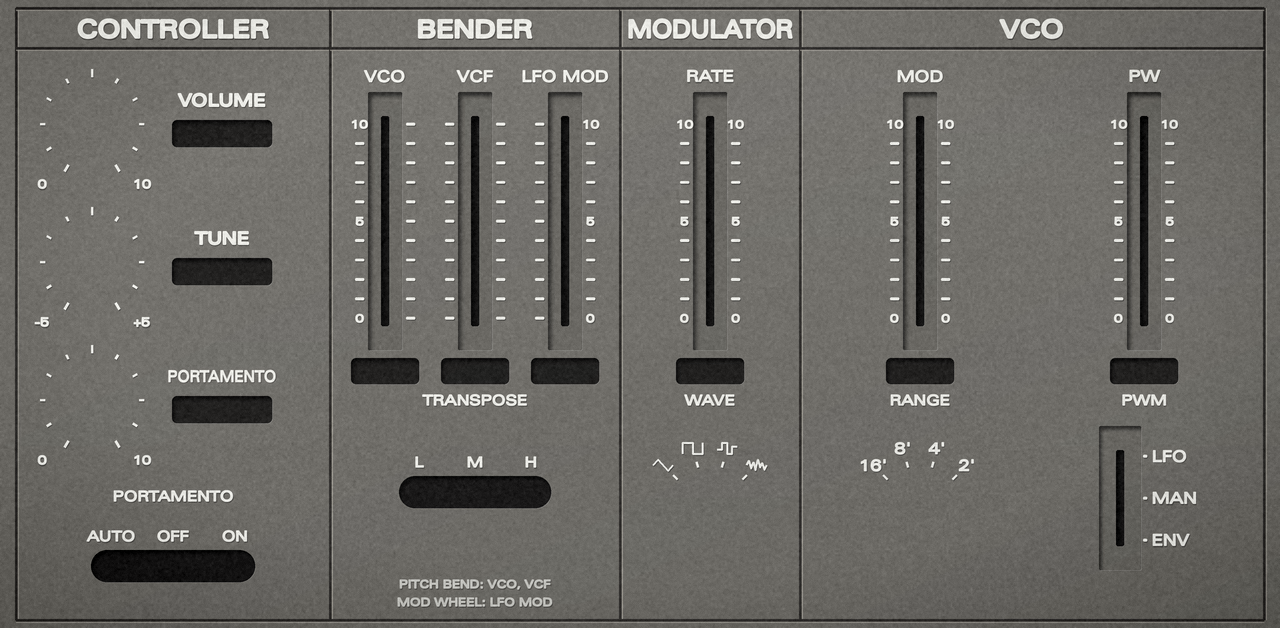 CONTROLLER
VOLUME
0 10
TUNE
-5 +5
PORTAMENTO
0 10
PORTAMENTO
AUTO OFF ON
BENDER
VCO VCF LFO MOD
10 10
5
0 0
TRANSPOSE
L M H
PITCH BEND: VCO, VCF
MOD WHEEL: LFO MOD
MODULATOR
RATE
10 10
5 5
0 0
WAVE
VCO
MOD
10 10
5 5
0 0
RANGE
16' 8' 4' 2'
PW
10 10
5 5
0 0
PWM
LFO
MAN
ENV